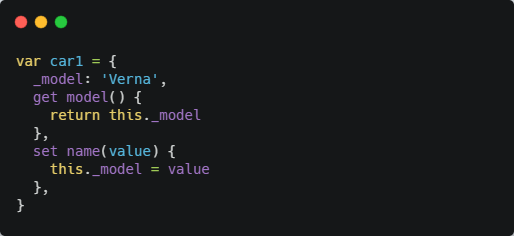 var car1 = {
  _model: 'Verna',
  get model() {
    return this._model
  },
  set name(value) {
    this._model = value
  },
}